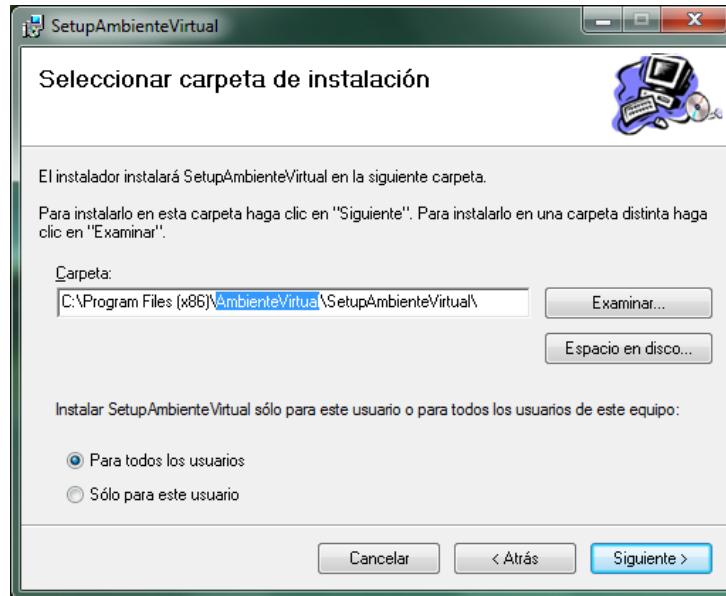 SetupAmbienteVirtual
Seleccionar carpeta de instalación
El instalador instalará SetupAmbienteVirtual en la siguiente carpeta.
Para instalarlo en esta carpeta haga clic en "Siguiente". Para instalarlo en una carpeta distinta haga
clic en "Examinar".
Carpeta:
C:\Program Files (x86)\AmbienteVirtual\SetupAmbienteVirtual\
Examinar...
Espacio en disco...
Instalar SetupAmbienteVirtual sólo para este usuario o para todos los usuarios de este equipo:
Para todos los usuarios
Sólo para este usuario
Cancelar
< Atrás
Siguiente >